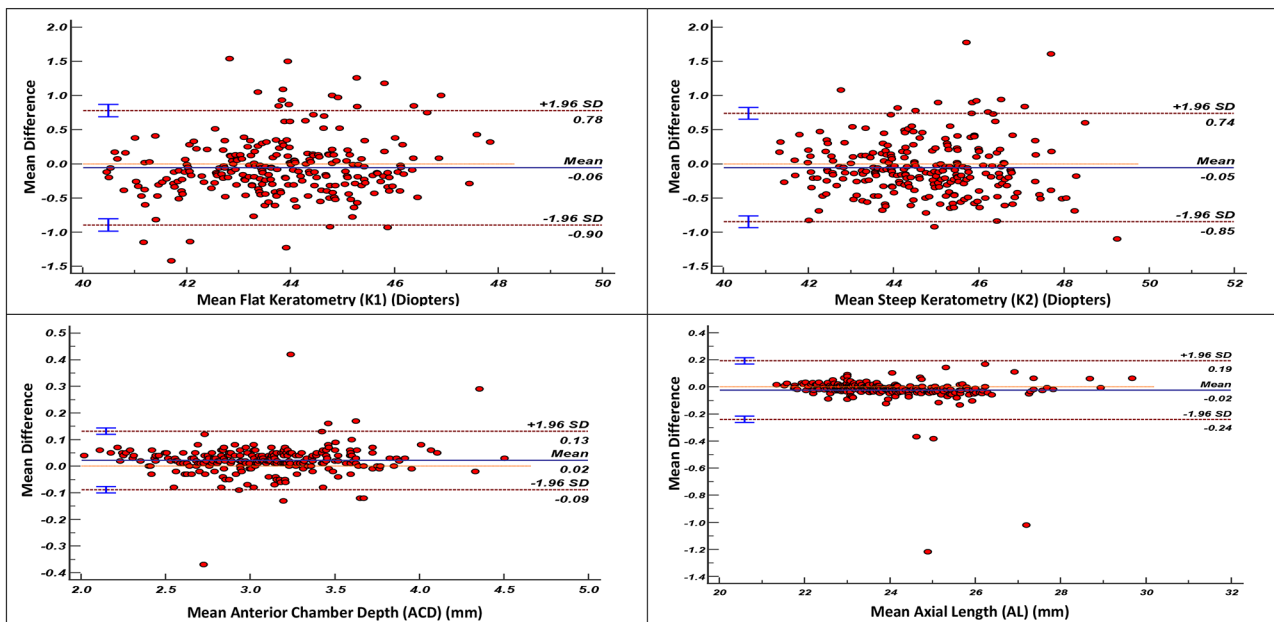 2.0
1.5
1.0
0.5
0.0
-0.5
-1.0
-1.5
Mean Difference
+1.96 SD
0.78
Mean
-0.06
-1.96 SD
-0.90
40 42 44 46 48 50
Mean Flat Keratometry (K1) (Diopters)
2.0
1.5
1.0
0.5
0.0
-0.5
-1.0
-1.5
Mean Difference
+1.96 SD
0.74
Mean
-0.05
-1.96 SD
-0.85
40 42 44 46 48 50 52
Mean Steep Keratometry (K2) (Diopters)
0.5
0.4
0.3
0.2
0.1
0.0
-0.1
-0.2
-0.3
-0.4
Mean Difference
+1.96 SD
0.13
Mean
0.02
-1.96 SD
-0.09
2.0 2.5 3.0 3.5 4.0 4.5 5.0
Mean Anterior Chamber Depth (ACD) (mm)
0.4
0.2
0.0
-0.2
-0.4
-0.6
-0.8
-1.0
-1.2
-1.4
Mean Difference
+1.96 SD
0.19
Mean
-0.02
-1.96 SD
-0.24
20 22 24 26 28 30 32
Mean Axial Length (AL) (mm)